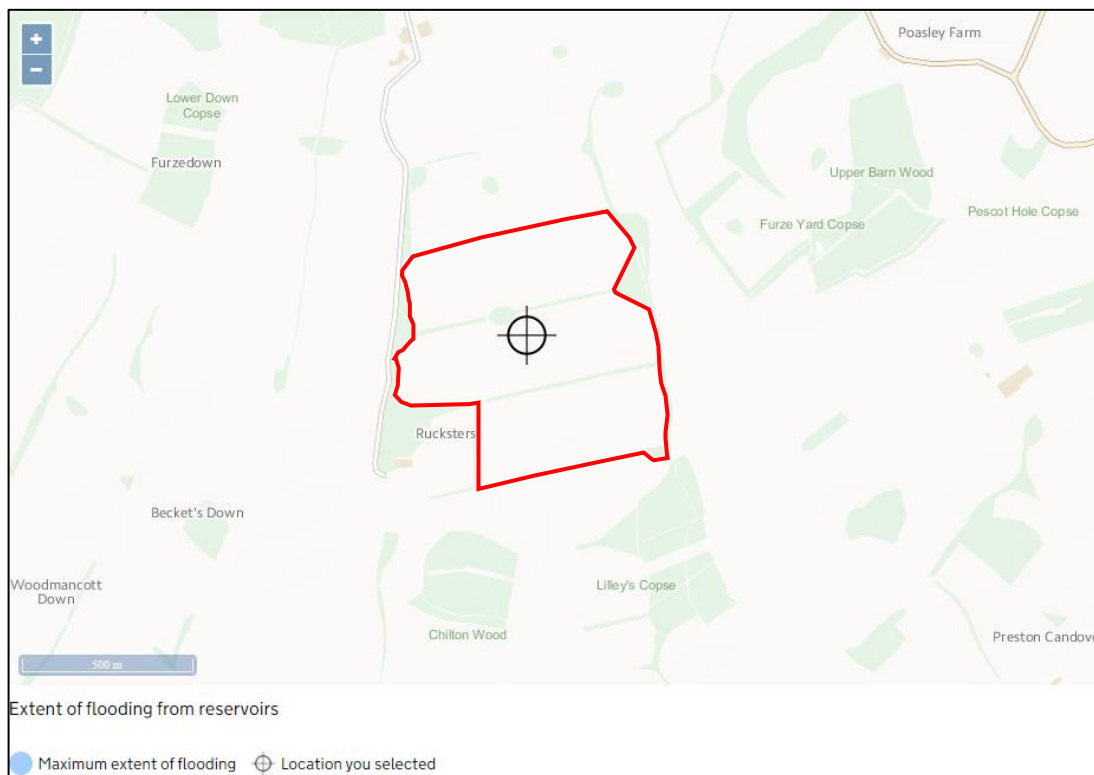 +
−
Poasley Farm
Lower Down
Copse
Furzedown
Upper Barn Wood
Pescot Hole Copse
Furze Yard Copse
Rucksters
Becket's Down
Woodmancott
Down
Lilley's Copse
Chilton Wood
Preston Candove
500 m
Extent of flooding from reservoirs
Maximum extent of flooding Location you selected